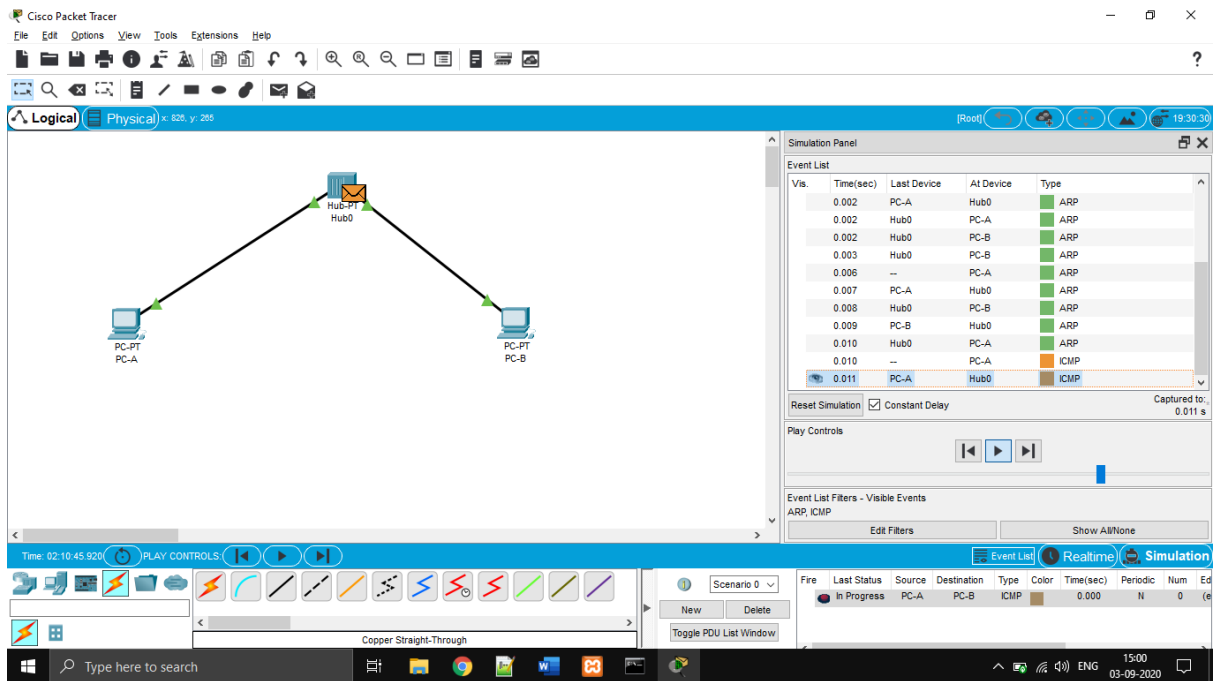 Cisco Packet Tracer
File Edit Options View Tools Extensions Help
?
Logical Physical x: 826, y: 265 [Root] 19:30:30
Simulation Panel
Event List
Vis. Time(sec) Last Device At Device Type
0.002 PC-A Hub0 ARP
0.002 Hub0 PC-A ARP
0.002 Hub0 PC-B ARP
0.003 Hub0 PC-B ARP
0.006 -- PC-A ARP
0.007 PC-A Hub0 ARP
0.008 Hub0 PC-B ARP
0.009 PC-B Hub0 ARP
0.010 Hub0 PC-A ARP
0.010 -- PC-A ICMP
0.011 PC-A Hub0 ICMP
Hub-PT
Hub0
PC-PT
PC-A
PC-PT
PC-B
Reset Simulation Constant Delay
Captured to:
0.011 s
Play Controls
Event List Filters - Visible Events
ARP, ICMP
Edit Filters Show All/None
Time: 02:10:45.920 PLAY CONTROLS: Event List Realtime Simulation
Copper Straight-Through
Scenario 0
New Delete
Toggle PDU List Window
Fire Last Status Source Destination Type Color Time(sec) Periodic Num Ed
In Progress PC-A PC-B ICMP 0.000 N 0 (e
Type here to search
ENG
15:00
03-09-2020